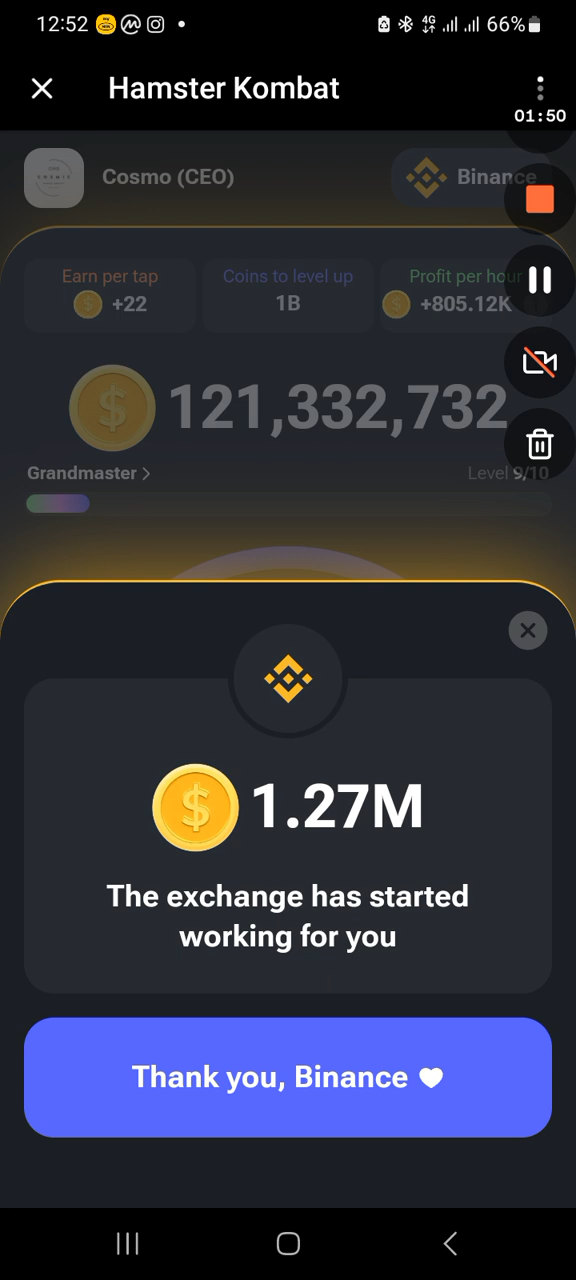 12:52
4G
66%
Hamster Kombat
01:50
Cosmo (CEO)
Binance
Earn per tap
+22
Coins to level up
1B
Profit per hour
+805.12K
121,332,732
Grandmaster >
Level 9/10
1.27M
The exchange has started
working for you
Thank you, Binance